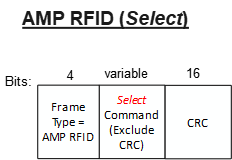 AMP RFID (Select)
Bits: 4 variable 16
Frame
Type =
AMP RFID
Select
Command
(Exclude
CRC)
CRC